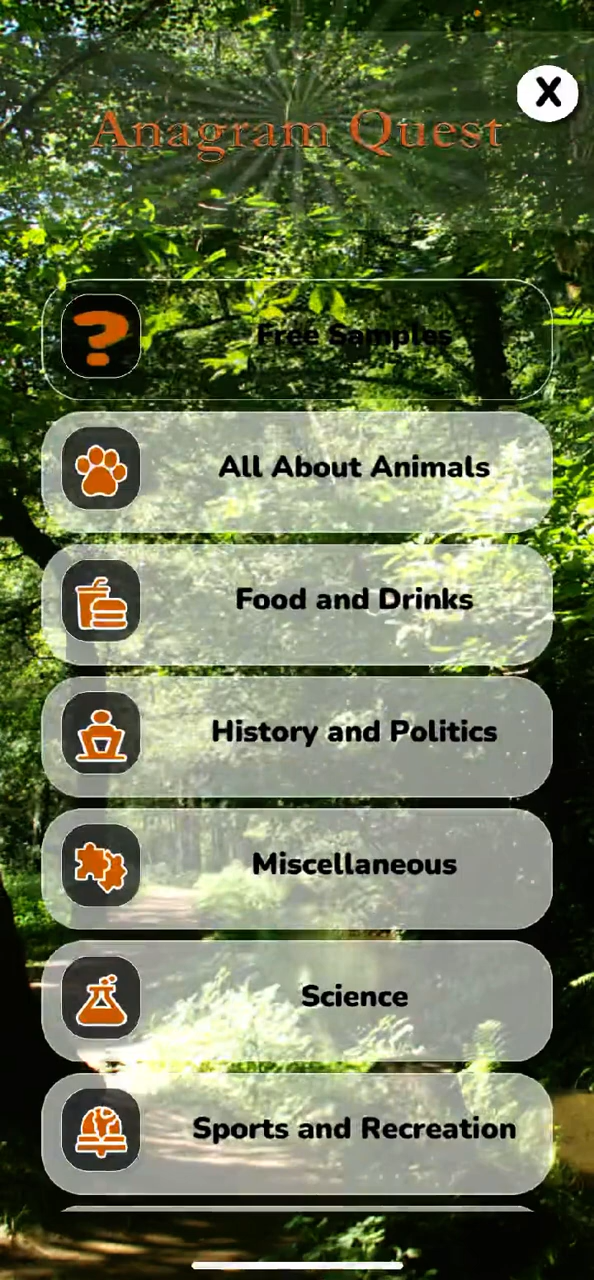 X
Anagram Quest
Free Samples
All About Animals
Food and Drinks
History and Politics
Miscellaneous
Science
Sports and Recreation